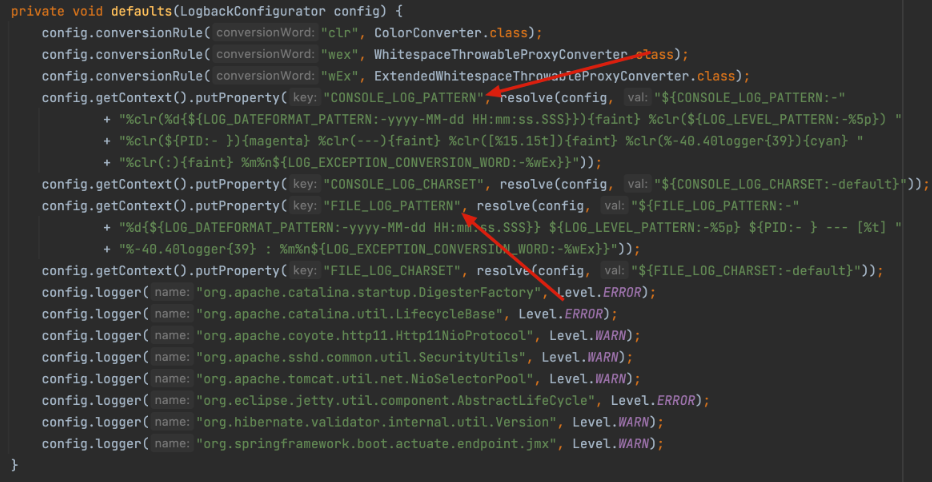 private void defaults(LogbackConfigurator config) {
config.conversionRule( conversionWord: "clr", ColorConverter.class);
config.conversionRule( conversionWord: "wex", WhitespaceThrowableProxyConverter.class);
config.conversionRule( conversionWord: "wEx", ExtendedWhitespaceThrowableProxyConverter.class);
config.getContext().putProperty( key: "CONSOLE_LOG_PATTERN", resolve(config, val: "${CONSOLE_LOG_PATTERN:-"
+ "%clr(%d{${LOG_DATEFORMAT_PATTERN:-yyyy-MM-dd HH:mm:ss.SSS}}){faint} %clr(${LOG_LEVEL_PATTERN:-%5p}) "
+ "%clr(${PID:- }){magenta} %clr(---){faint} %clr([%15.15t]){faint} %clr(%-40.40logger{39}){cyan} "
+ "%clr(:){faint} %m%n${LOG_EXCEPTION_CONVERSION_WORD:-%wEx}}"));
config.getContext().putProperty( key: "CONSOLE_LOG_CHARSET", resolve(config, val: "${CONSOLE_LOG_CHARSET:-default}"));
config.getContext().putProperty( key: "FILE_LOG_PATTERN", resolve(config, val: "${FILE_LOG_PATTERN:-"
+ "%d{${LOG_DATEFORMAT_PATTERN:-yyyy-MM-dd HH:mm:ss.SSS}} ${LOG_LEVEL_PATTERN:-%5p} ${PID:- } --- [%t] "
+ "%-40.40logger{39} : %m%n${LOG_EXCEPTION_CONVERSION_WORD:-%wEx}}"));
config.getContext().putProperty( key: "FILE_LOG_CHARSET", resolve(config, val: "${FILE_LOG_CHARSET:-default}"));
config.logger( name: "org.apache.catalina.startup.DigesterFactory", Level.ERROR);
config.logger( name: "org.apache.catalina.util.LifecycleBase", Level.ERROR);
config.logger( name: "org.apache.coyote.http11.Http11NioProtocol", Level.WARN);
config.logger( name: "org.apache.sshd.common.util.SecurityUtils", Level.WARN);
config.logger( name: "org.apache.tomcat.util.net.NioSelectorPool", Level.WARN);
config.logger( name: "org.eclipse.jetty.util.component.AbstractLifeCycle", Level.ERROR);
config.logger( name: "org.hibernate.validator.internal.util.Version", Level.WARN);
config.logger( name: "org.springframework.boot.actuate.endpoint.jmx", Level.WARN);
}